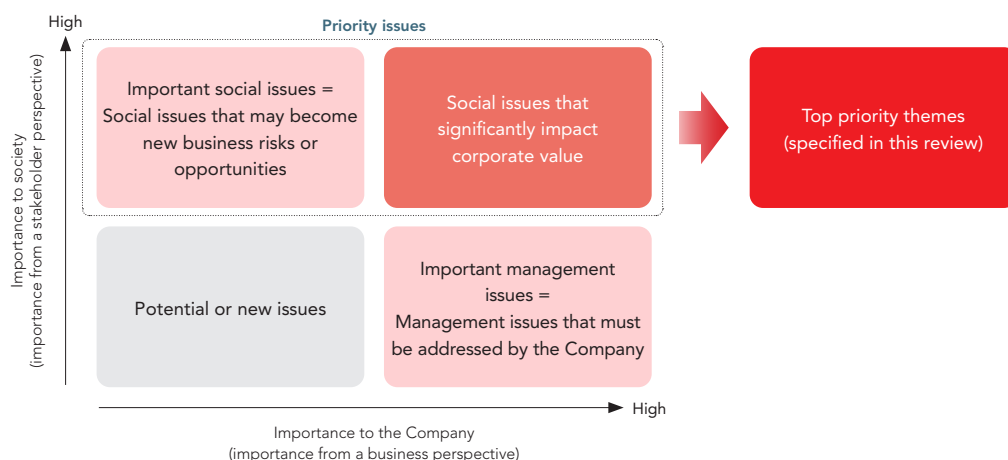 High
Priority issues
Important social issues =
Social issues that may become
new business risks or
opportunities
Social issues that
significantly impact
corporate value
Top priority themes
(specified in this review)
Importance to society
(importance from a stakeholder perspective)
Potential or new issues
Important management
issues =
Management issues that must
be addressed by the Company
High
Importance to the Company
(importance from a business perspective)